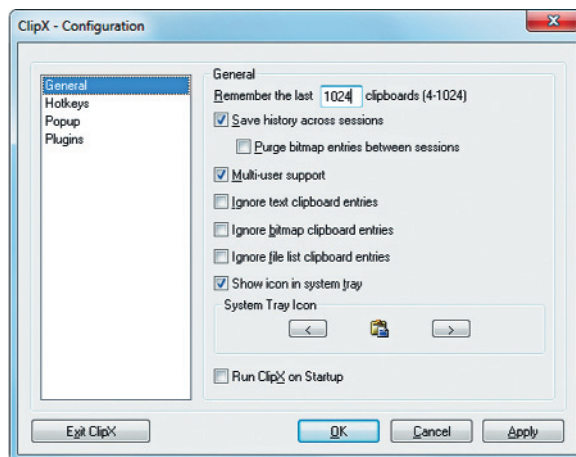 ClipX - Configuration
General
Hotkeys
Popup
Plugins
General
Remember the last 1024 clipboards (4-1024)
Save history across sessions
Purge bitmap entries between sessions
Multi-user support
Ignore text clipboard entries
Ignore bitmap clipboard entries
Ignore file list clipboard entries
Show icon in system tray
System Tray Icon
< >
Run ClipX on Startup
Exit ClipX OK Cancel Apply